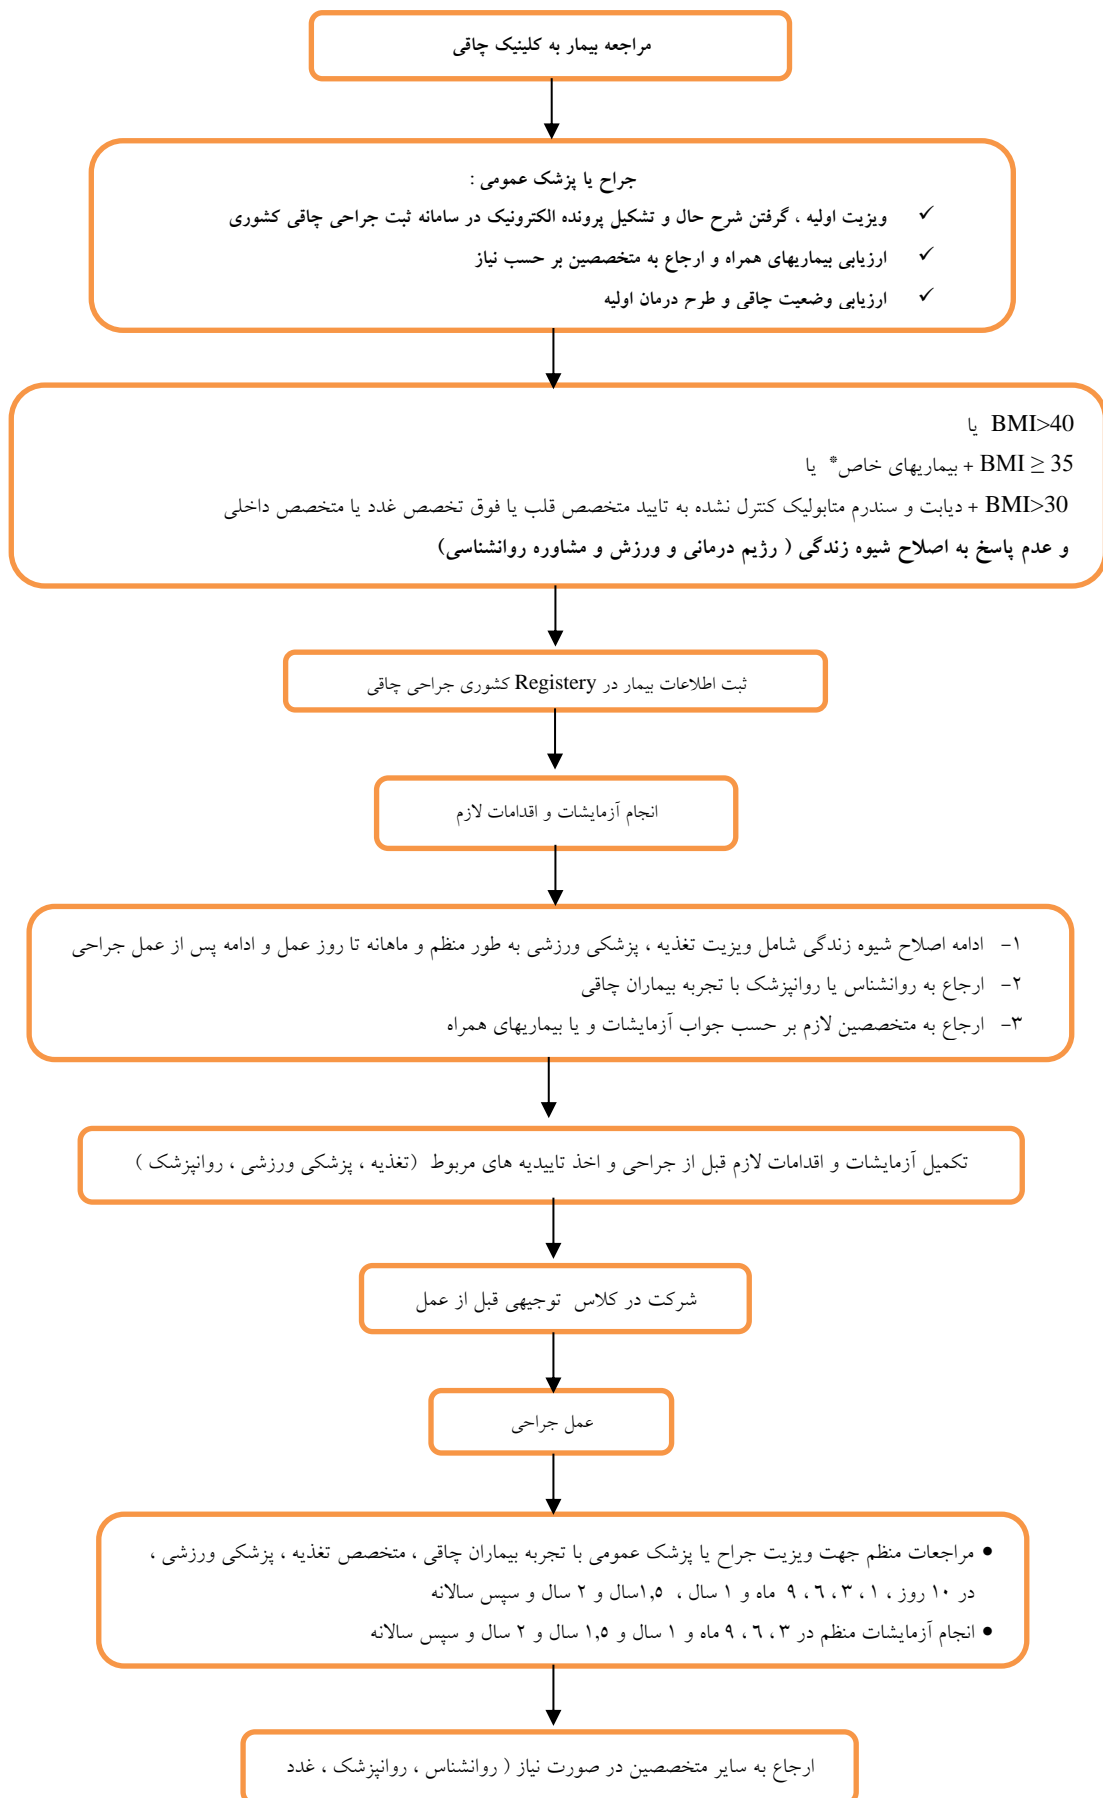 مراجعه بیمار به کلینیک چاقی
جراح یا پزشک عمومی :
✓ ویزیت اولیه ، گرفتن شرح حال و تشکیل پرونده الکترونیک در سامانه ثبت جراحی چاقی کشوری
✓ ارزیابی بیماریهای همراه و ارجاع به متخصصین بر حسب نیاز
✓ ارزیابی وضعیت چاقی و طرح درمان اولیه
BMI>40 یا
BMI ≥ 35 + بیماریهای خاص* یا
BMI>30 + دیابت و سندرم متابولیک کنترل نشده به تایید متخصص قلب یا فوق تخصص غدد یا متخصص داخلی
و عدم پاسخ به اصلاح شیوه زندگی ( رژیم درمانی و ورزش و مشاوره روانشناسی)
ثبت اطلاعات بیمار در Registery کشوری جراحی چاقی
انجام آزمایشات و اقدامات لازم
۱- ادامه اصلاح شیوه زندگی شامل ویزیت تغذیه ، پزشکی ورزشی به طور منظم و ماهانه تا روز عمل و ادامه پس از عمل جراحی
۲- ارجاع به روانشناس یا روانپزشک با تجربه بیماران چاقی
۳- ارجاع به متخصصین لازم بر حسب جواب آزمایشات و یا بیماریهای همراه
تکمیل آزمایشات و اقدامات لازم قبل از جراحی و اخذ تاییدیه های مربوط (تغذیه ، پزشکی ورزشی ، روانپزشک )
شرکت در کلاس توجیهی قبل از عمل
عمل جراحی
● مراجعات منظم جهت ویزیت جراح یا پزشک عمومی با تجربه بیماران چاقی ، متخصص تغذیه ، پزشکی ورزشی ،
در ۱۰ روز ، ۱ ، ۳ ، ٦ ، ۹ ماه و ۱ سال ، ۱٫٥سال و ۲ سال و سپس سالانه
● انجام آزمایشات منظم در ۳ ، ٦ ، ۹ ماه و ۱ سال و ۱٫٥ سال و ۲ سال و سپس سالانه
ارجاع به سایر متخصصین در صورت نیاز ( روانشناس ، روانپزشک ، غدد